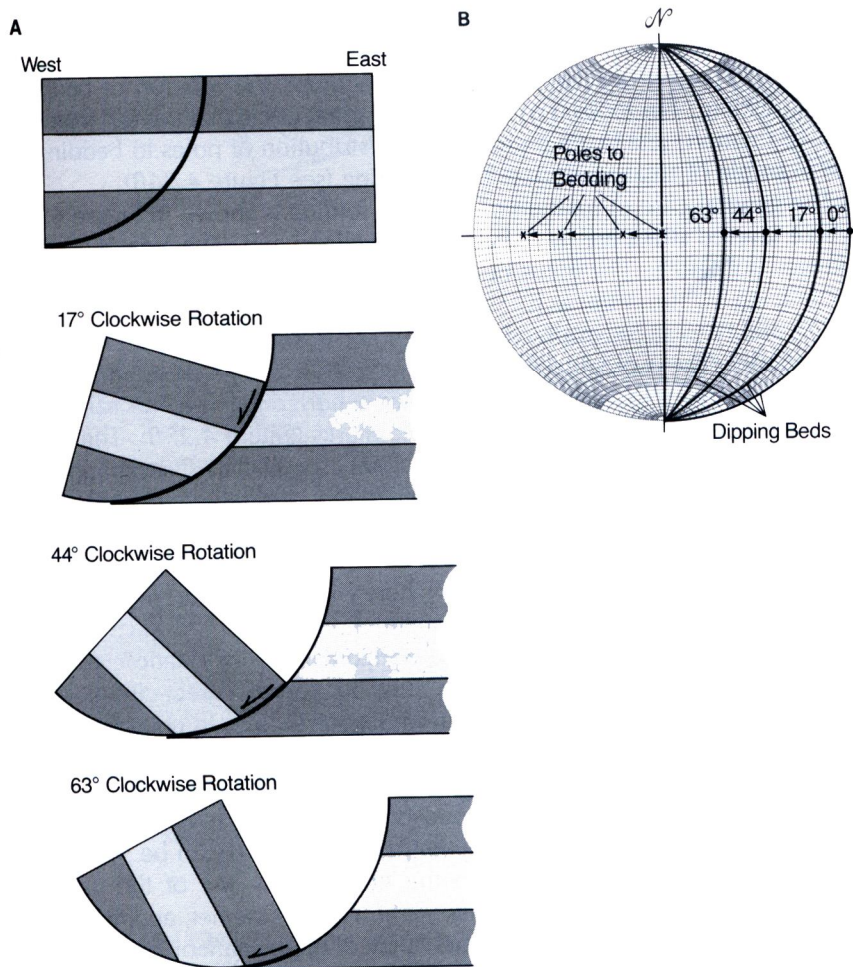 A
West East
17° Clockwise Rotation
44° Clockwise Rotation
63° Clockwise Rotation
B
N
Poles to
Bedding
63° 44° 17° 0°
Dipping Beds